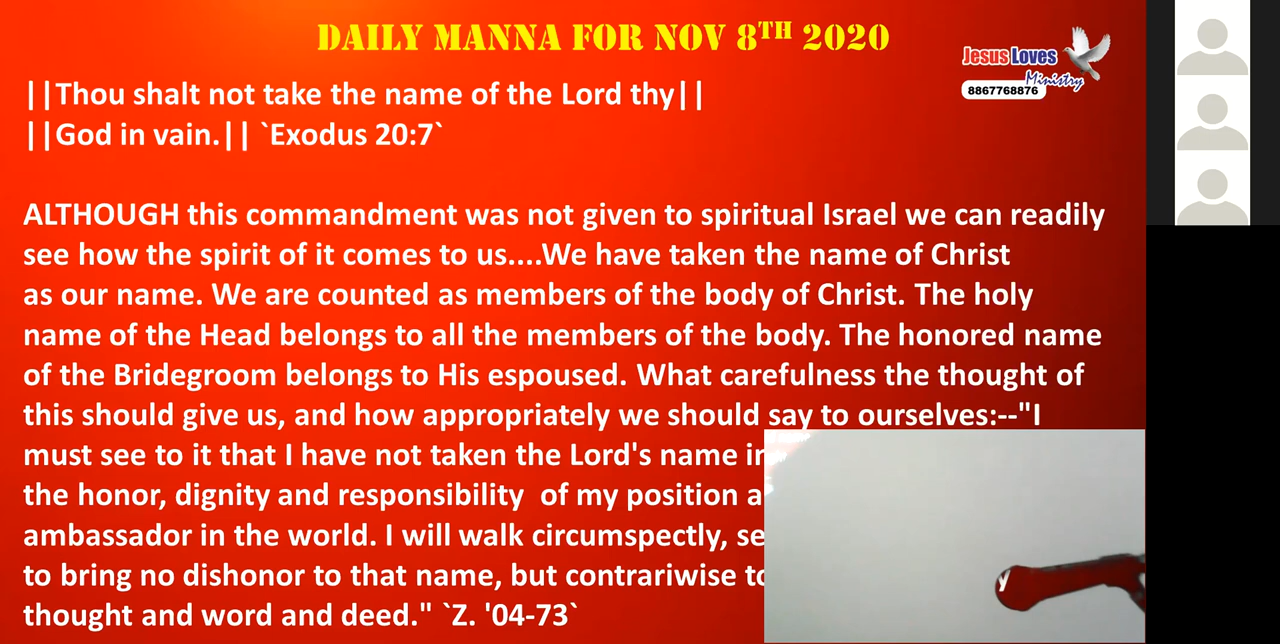 DAILY MANNA FOR NOV 8TH 2020
Jesus Loves
Ministry
8867768876
||Thou shalt not take the name of the Lord thy||
||God in vain.|| `Exodus 20:7`
ALTHOUGH this commandment was not given to spiritual Israel we can readily
see how the spirit of it comes to us....We have taken the name of Christ
as our name. We are counted as members of the body of Christ. The holy
name of the Head belongs to all the members of the body. The honored name
of the Bridegroom belongs to His espoused. What carefulness the thought of
this should give us, and how appropriately we should say to ourselves:--"I
must see to it that I have not taken the Lord's name
the honor, dignity and responsibility  of my position
ambassador in the world. I will walk circumspectly,
to bring no dishonor to that name, but contrariwise
thought and word and deed." `Z. '04-73`
y